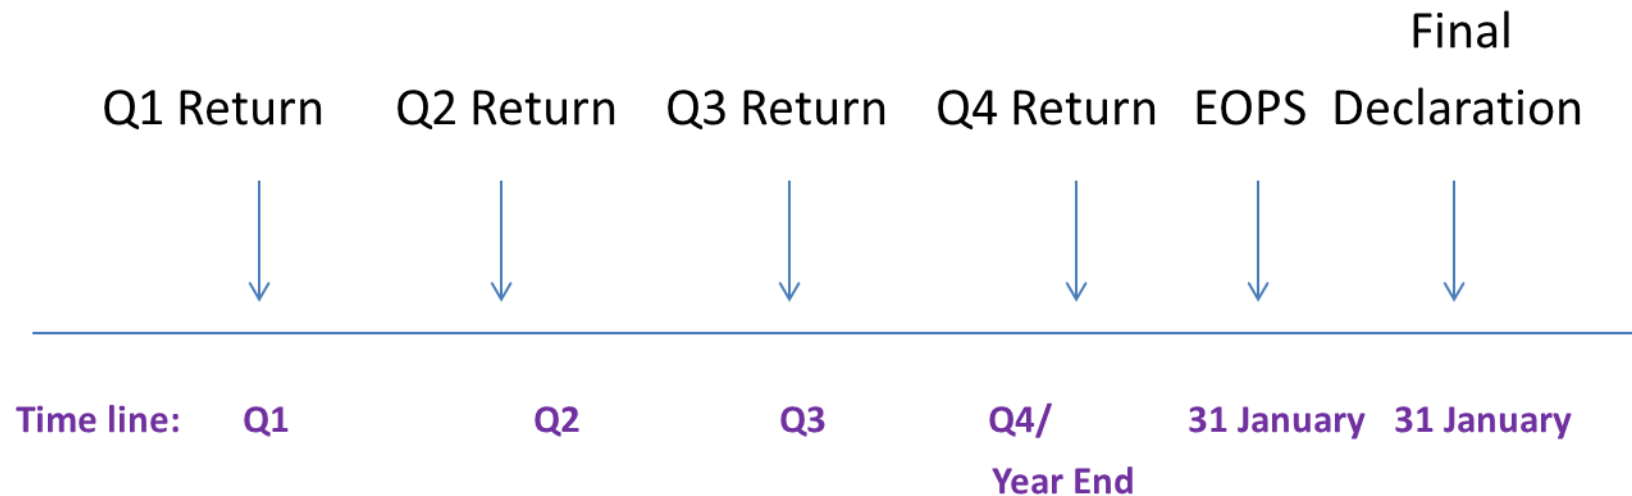 Final
Q1 Return Q2 Return Q3 Return Q4 Return EOPS Declaration
Time line: Q1 Q2 Q3 Q4/ 31 January 31 January
Year End